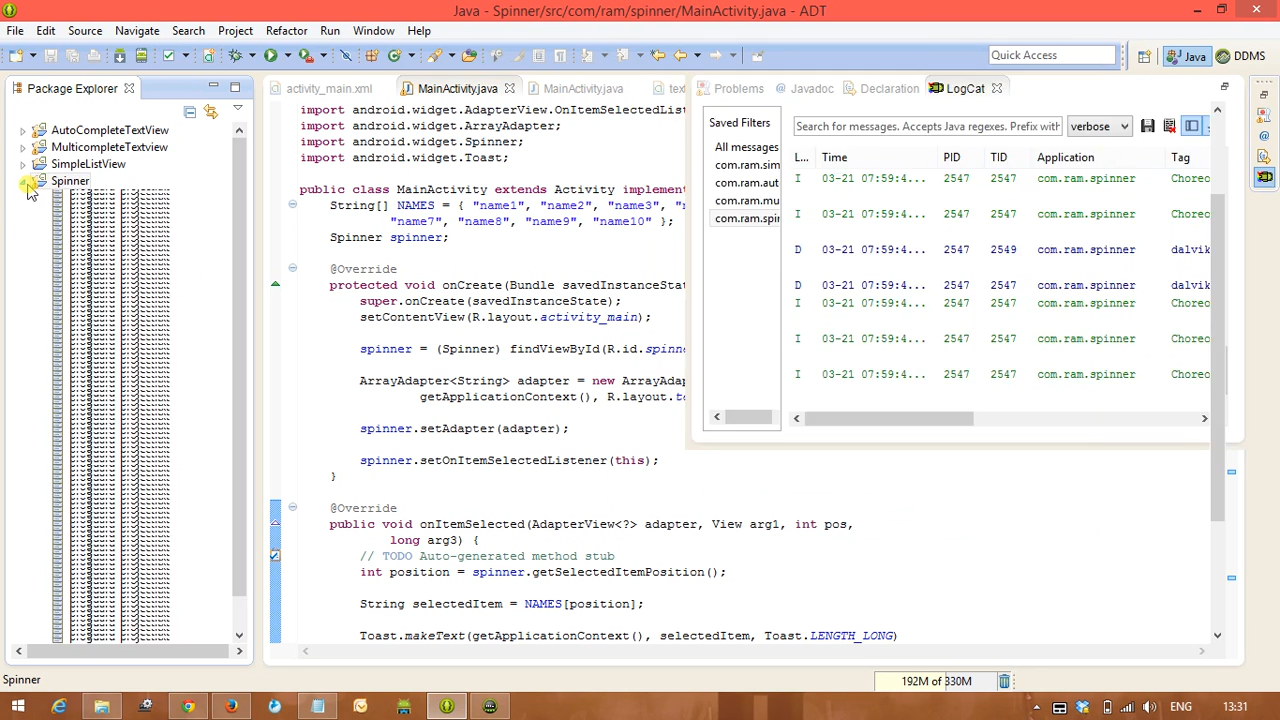 Java - Spinner/src/com/ram/spinner/MainActivity.java - ADT
File Edit Source Navigate Search Project Refactor Run Window Help
Quick Access
Java
DDMS
Package Explorer
AutoCompleteTextView
MulticompleteTextview
SimpleListView
Spinner
activity_main.xml
MainActivity.java
MainActivity.java
tex
import android.widget.AdapterView.OnItemSelectedList
import android.widget.ArrayAdapter;
import android.widget.Spinner;
import android.widget.Toast;
public class MainActivity extends Activity implement
String[] NAMES = { "name1", "name2", "name3",
"name7", "name8", "name9", "name10" };
Spinner spinner;
@Override
protected void onCreate(Bundle savedInstanceSta
super.onCreate(savedInstanceState);
setContentView(R.layout.activity_main);
spinner = (Spinner) findViewById(R.id.spinn
ArrayAdapter<String> adapter = new ArrayAdap
getApplicationContext(), R.layout.t
spinner.setAdapter(adapter);
spinner.setOnItemSelectedListener(this);
}
@Override
public void onItemSelected(AdapterView<?> adapter, View arg1, int pos,
long arg3) {
// TODO Auto-generated method stub
int position = spinner.getSelectedItemPosition();
String selectedItem = NAMES[position];
Toast.makeText(getApplicationContext(), selectedItem, Toast.LENGTH_LONG)
Problems
Javadoc
Declaration
LogCat
Saved Filters
All messages
com.ram.sim
com.ram.aut
com.ram.mu
com.ram.spir
Search for messages. Accepts Java regexes. Prefix with
verbose
L... Time PID TID Application Tag
I 03-21 07:59:4... 2547 2547 com.ram.spinner Choreo
I 03-21 07:59:4... 2547 2547 com.ram.spinner Choreo
D 03-21 07:59:4... 2547 2549 com.ram.spinner dalvik
D 03-21 07:59:4... 2547 2547 com.ram.spinner dalvik
I 03-21 07:59:4... 2547 2547 com.ram.spinner Choreo
I 03-21 07:59:4... 2547 2547 com.ram.spinner Choreo
I 03-21 07:59:4... 2547 2547 com.ram.spinner Choreo
Spinner
192M of 330M
ENG
13:31